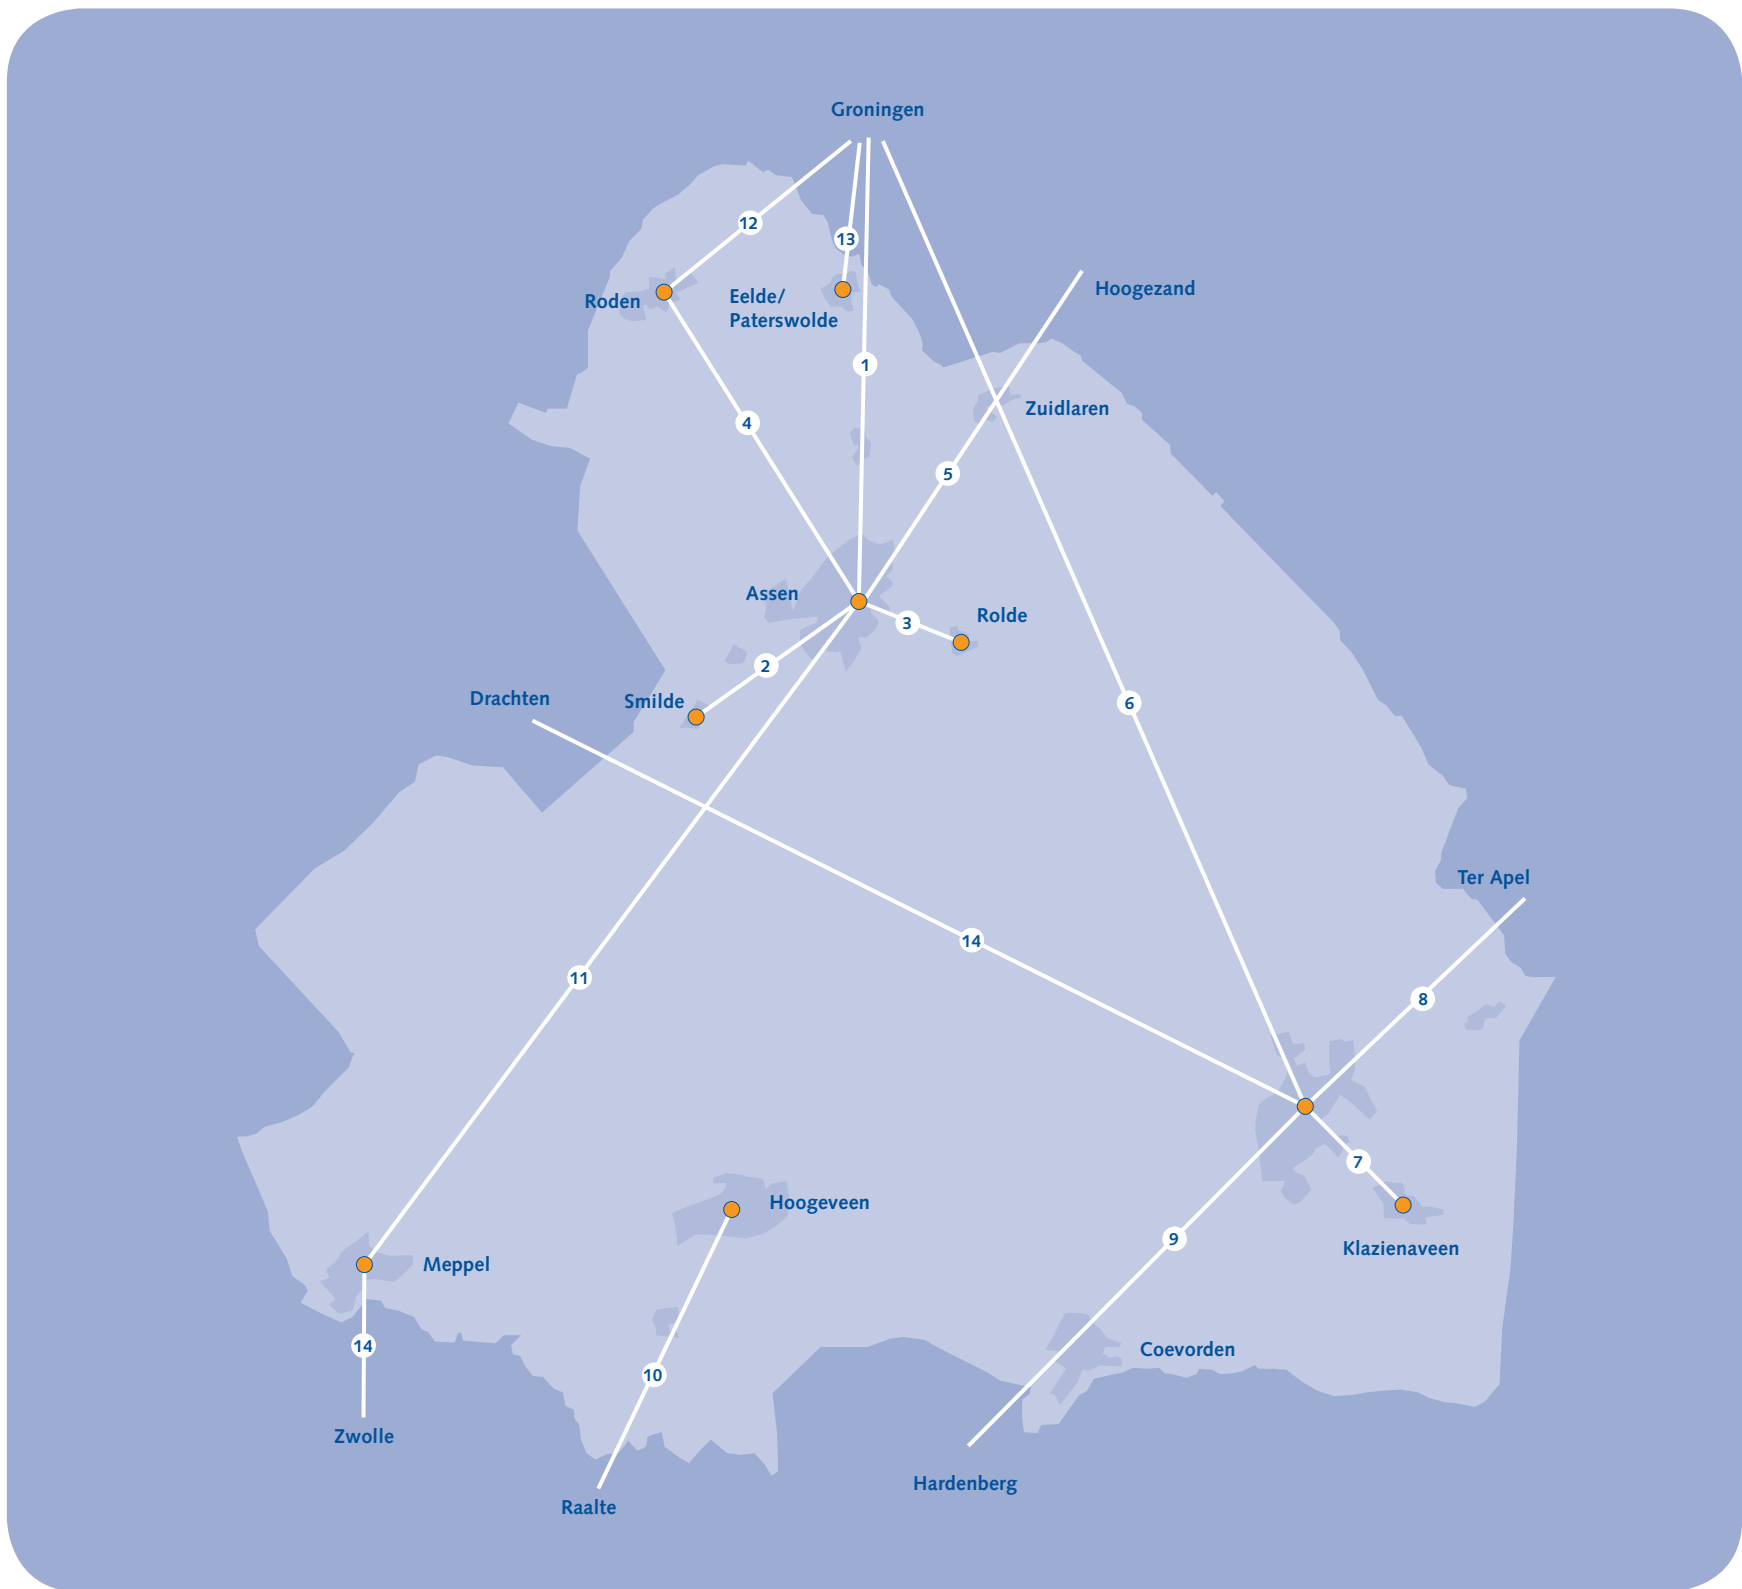 Groningen
12
13
Hoogezand
Roden
Eelde/
Paterswolde
1
Zuidlaren
4
5
Assen
Rolde
3
2
Drachten
Smilde
6
Ter Apel
14
11
8
7
Hoogeveen
9
Klazienaveen
Meppel
14
Coevorden
10
Zwolle
Hardenberg
Raalte